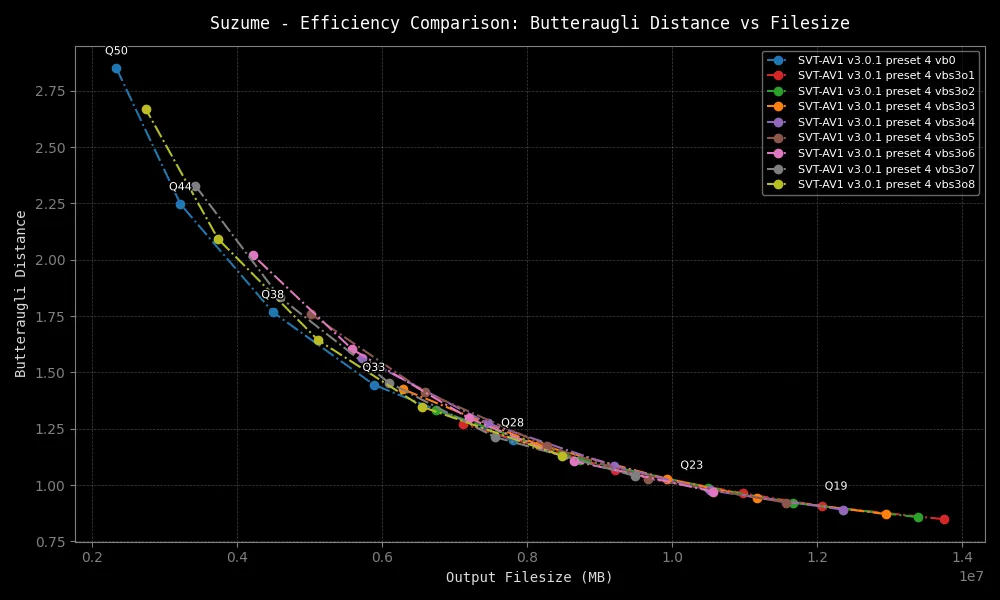 Suzume - Efficiency Comparison: Butteraugli Distance vs Filesize
Q50
SVT-AV1 v3.0.1 preset 4 vb0
SVT-AV1 v3.0.1 preset 4 vbs3o1
SVT-AV1 v3.0.1 preset 4 vbs3o2
SVT-AV1 v3.0.1 preset 4 vbs3o3
SVT-AV1 v3.0.1 preset 4 vbs3o4
SVT-AV1 v3.0.1 preset 4 vbs3o5
SVT-AV1 v3.0.1 preset 4 vbs3o6
SVT-AV1 v3.0.1 preset 4 vbs3o7
SVT-AV1 v3.0.1 preset 4 vbs3o8
2.75
2.50
2.25
2.00
1.75
1.50
1.25
1.00
0.75
Butteraugli Distance
Q44
Q38
Q33
Q28
Q23
Q19
0.2
0.4
0.6
0.8
1.0
1.2
1.4
1e7
Output Filesize (MB)